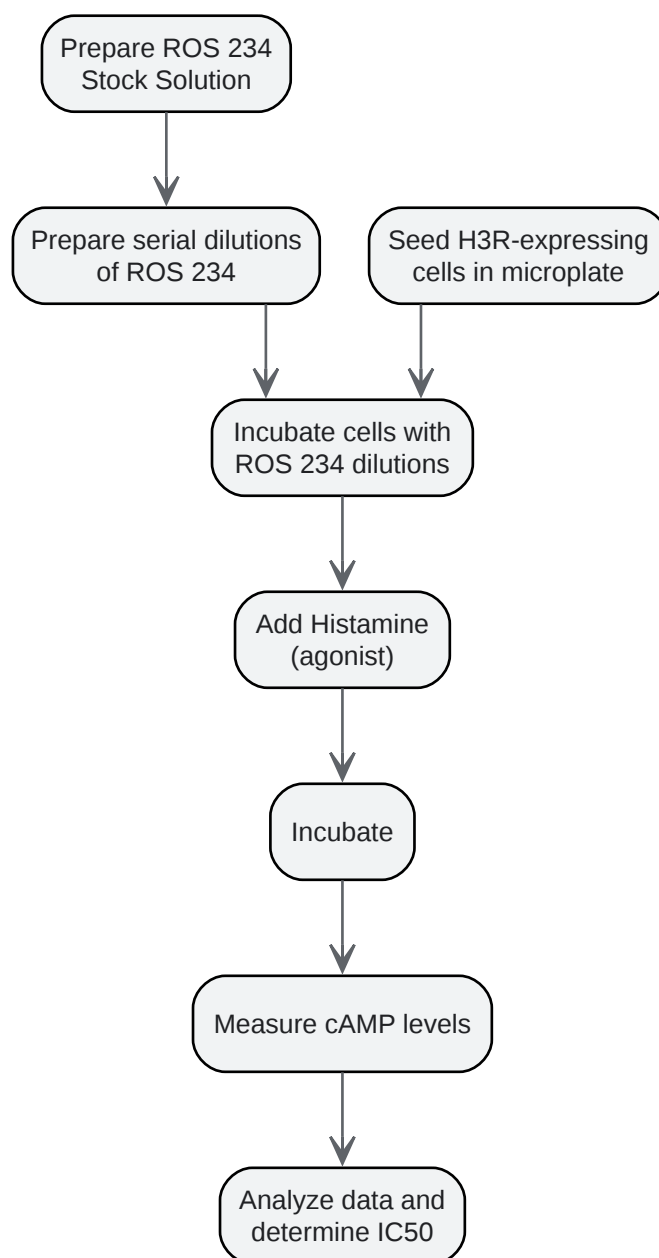 Prepare ROS 234
Stock Solution
Prepare serial dilutions
of ROS 234
Seed H3R-expressing
cells in microplate
Incubate cells with
ROS 234 dilutions
Add Histamine
(agonist)
Incubate
Measure cAMP levels
Analyze data and
determine IC50